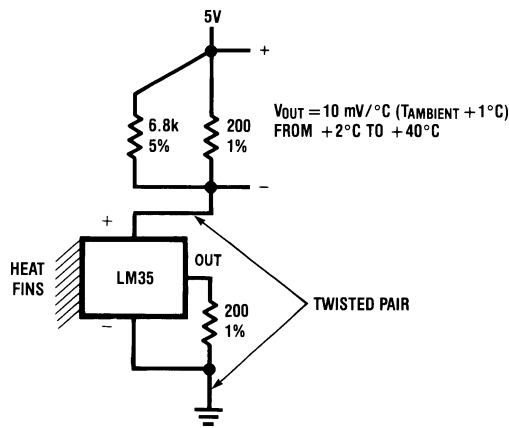 5V
+
6.8k
5%
200
1%
VOUT = 10 mV/°C (TAMBIENT + 1°C)
FROM +2°C TO +40°C
−
+
HEAT
FINS
LM35
OUT
−
200
1%
TWISTED PAIR